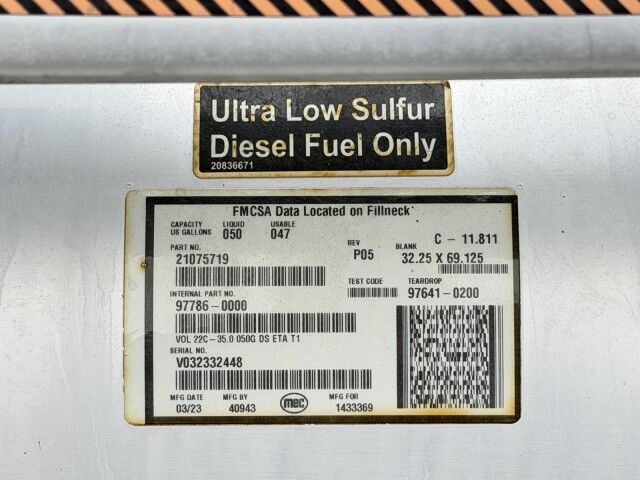 Ultra Low Sulfur
Diesel Fuel Only
20836671
FMCSA Data Located on Fillneck
CAPACITY LIQUID USABLE
US GALLONS 050 047
C - 11.811
PART NO. REV BLANK
21075719 P05 32.25 X 69.125
TEST CODE TEARDROP
INTERNAL PART NO. 97641-0200
97786-0000
VOL 22C-35.0 050G DS ETA T1
SERIAL NO.
V032332448
MFG DATE MFG BY MFG FOR
03/23 40943 mec 1433369